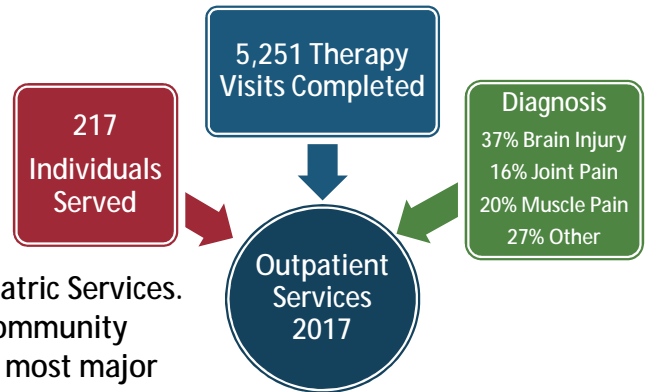 5,251 Therapy
Visits Completed
217
Individuals
Served
Diagnosis
37% Brain Injury
16% Joint Pain
20% Muscle Pain
27% Other
Outpatient
Services
2017
atric Services.
ommunity
most major